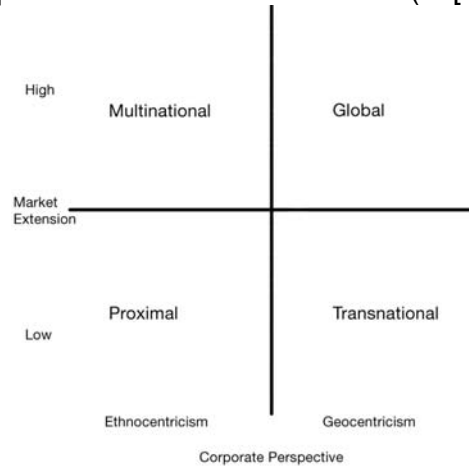 High
Multinational
Global
Market
Extension
Proximal
Transnational
Low
Ethnocentricism
Geocentricism
Corporate Perspective